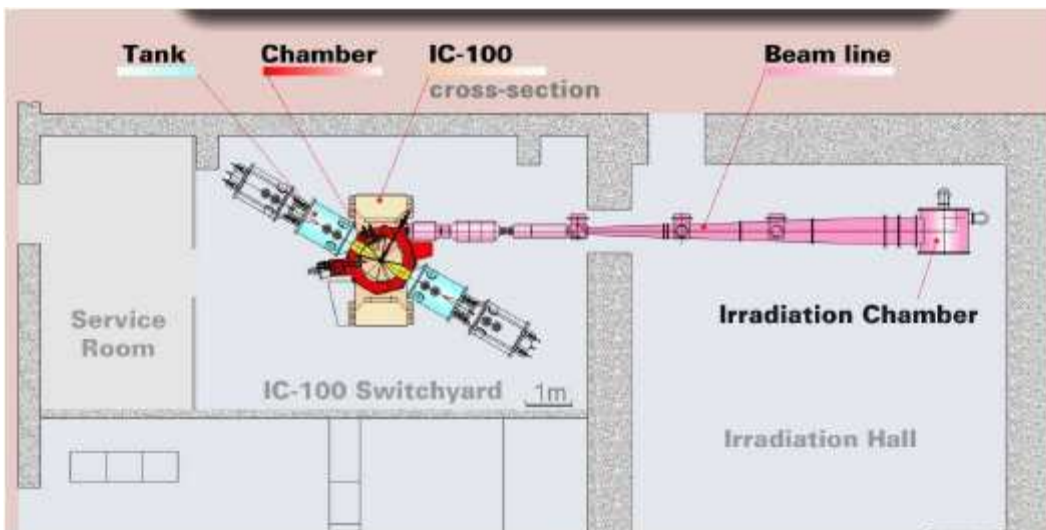 Tank
Chamber
IC-100
cross-section
Beam line
Irradiation Chamber
Service
Room
IC-100 Switchyard
1m
Irradiation Hall